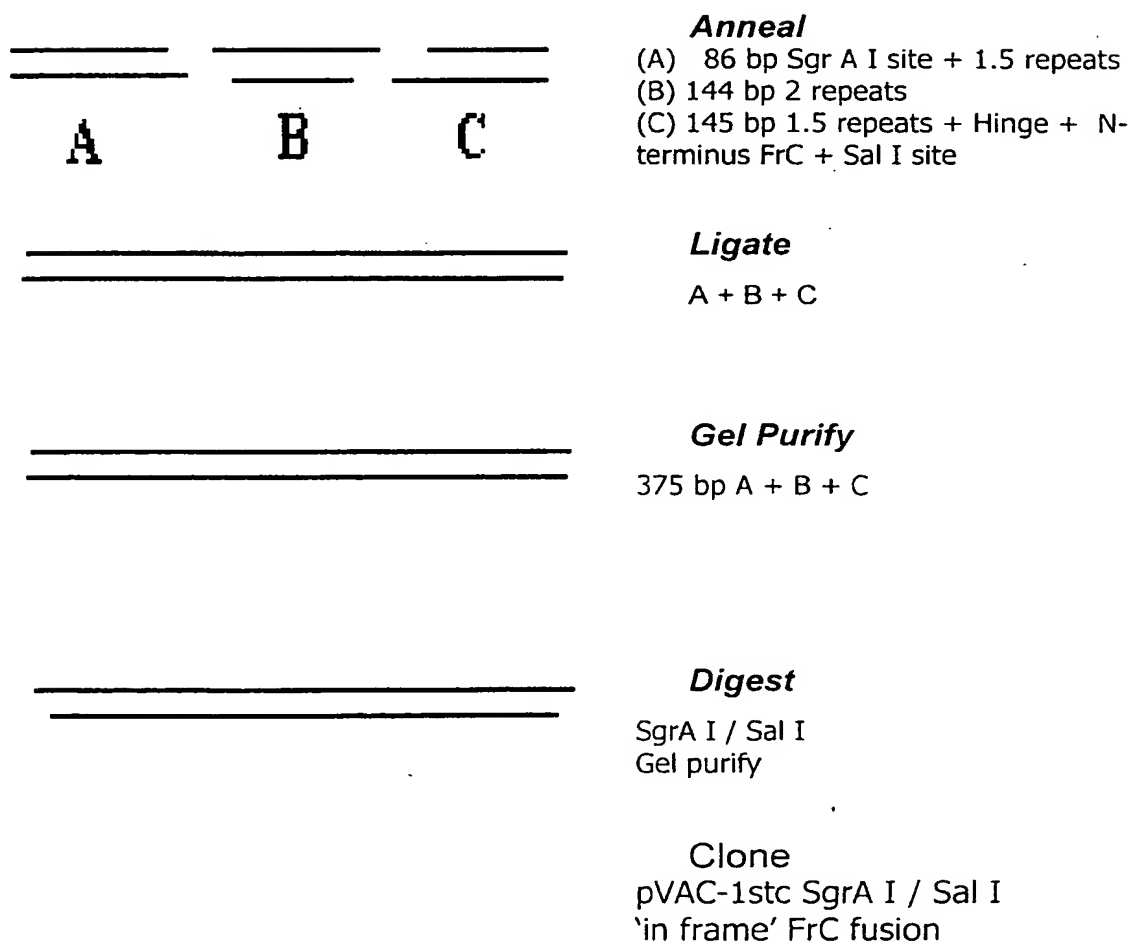 Anneal
(A) 86 bp Sgr A I site + 1.5 repeats
(B) 144 bp 2 repeats
(C) 145 bp 1.5 repeats + Hinge + N-
terminus FrC + Sal I site
A B C
Ligate
A + B + C
Gel Purify
375 bp A + B + C
Digest
SgrA I / Sal I
Gel purify
Clone
pVAC-1stc SgrA I / Sal I
‘in frame’ FrC fusion